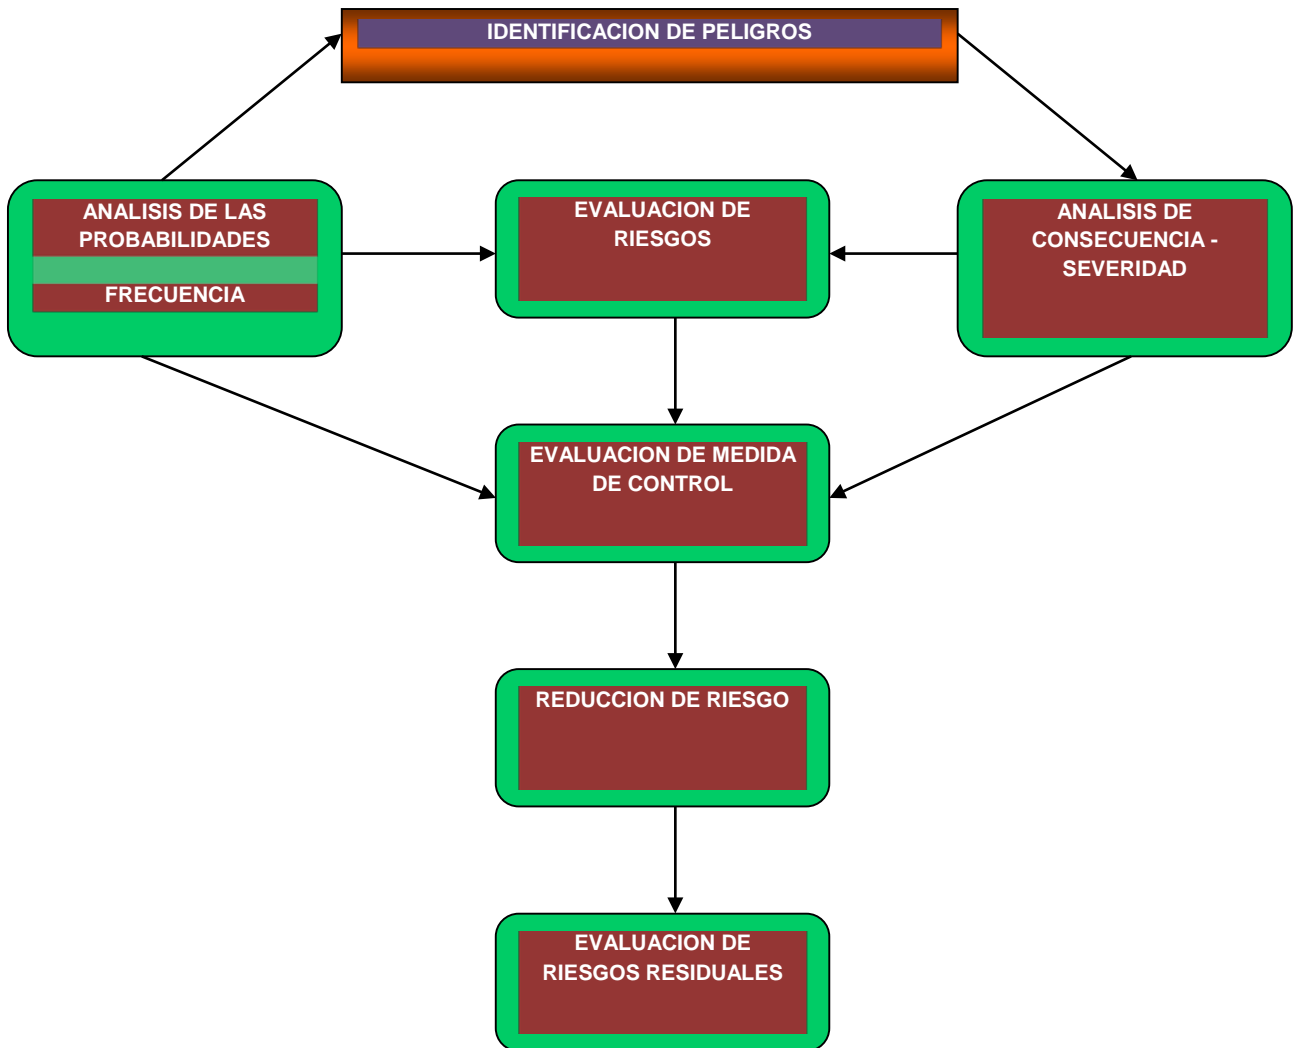 IDENTIFICACION DE PELIGROS
ANALISIS DE LAS
PROBABILIDADES
FRECUENCIA
EVALUACION DE
RIESGOS
ANALISIS DE
CONSECUENCIA -
SEVERIDAD
EVALUACION DE MEDIDA
DE CONTROL
REDUCCION DE RIESGO
EVALUACION DE
RIESGOS RESIDUALES